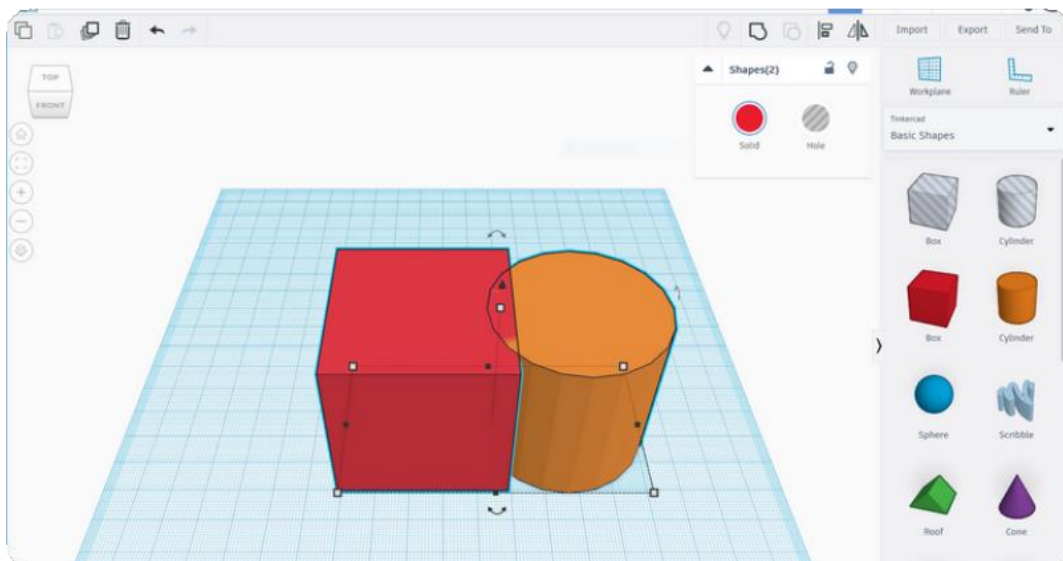 Import Export Send To
TOP
FRONT
Shapes(2)
Solid Hole
Workplane Ruler
Tinkercad
Basic Shapes
Box Cylinder
Box Cylinder
Sphere Scribble
Roof Cone